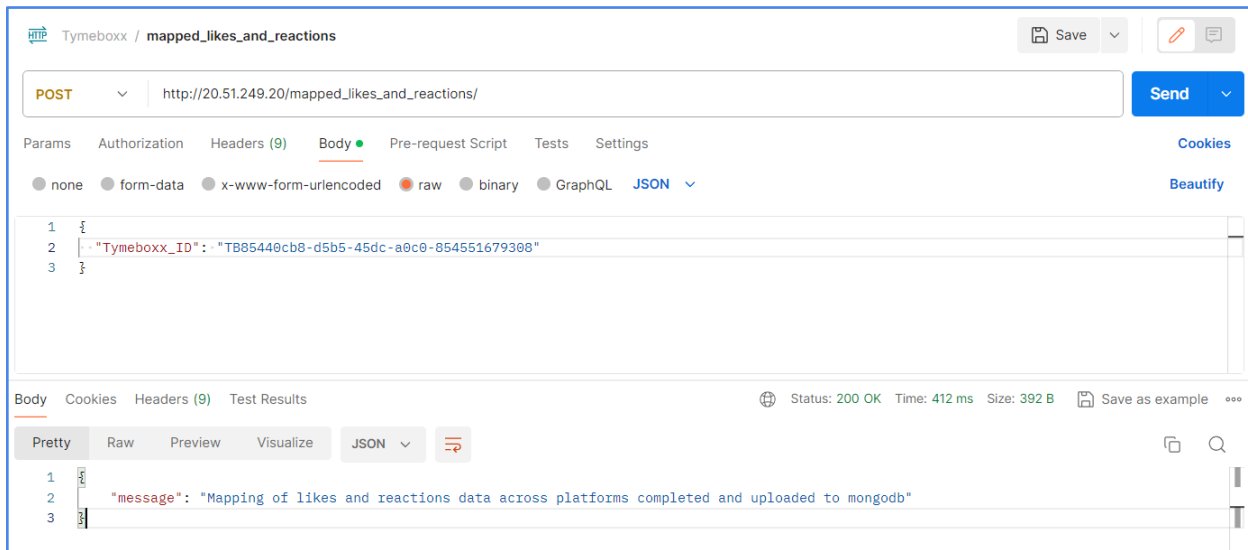 HTTP Tymeboxx / mapped_likes_and_reactions Save
POST http://20.51.249.20/mapped_likes_and_reactions/ Send
Params Authorization Headers (9) Body Pre-request Script Tests Settings Cookies
none form-data x-www-form-urlencoded raw binary GraphQL JSON Beautify
1 {
2 "Tymeboxx_ID": "TB85440cb8-d5b5-45dc-a0c0-854551679308"
3 }
Body Cookies Headers (9) Test Results Status: 200 OK Time: 412 ms Size: 392 B Save as example
Pretty Raw Preview Visualize JSON
1 {
2 "message": "Mapping of likes and reactions data across platforms completed and uploaded to mongodb"
3 }